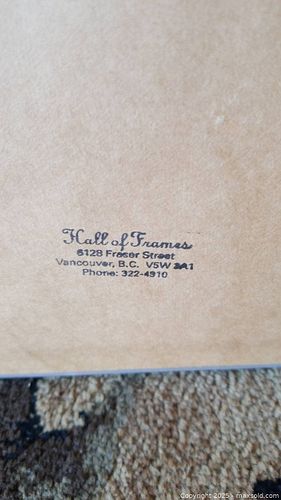 Hall of Frames
6128 Fraser Street
Vancouver, B.C. V5W
Phone: 322-4910
Copyright 2025 - maxsold.com